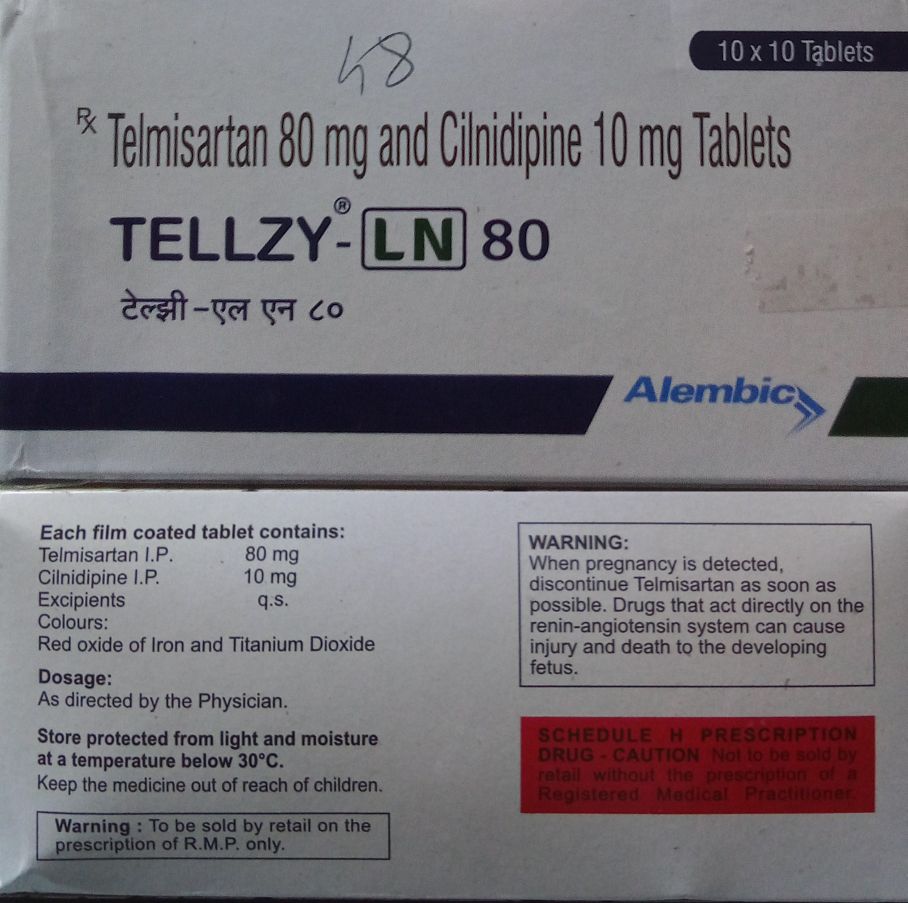 48
10 x 10 Tablets
Rx Telmisartan 80 mg and Cilnidipine 10 mg Tablets
TELLZY®-LN 80
टेल्झी -एल एन ८०
Alembic
Each film coated tablet contains:
Telmisartan I.P. 80 mg
Cilnidipine I.P. 10 mg
Excipients q.s.
Colours:
Red oxide of Iron and Titanium Dioxide
Dosage:
As directed by the Physician.
Store protected from light and moisture
at a temperature below 30°C.
Keep the medicine out of reach of children.
Warning : To be sold by retail on the
prescription of R.M.P. only.
WARNING:
When pregnancy is detected,
discontinue Telmisartan as soon as
possible. Drugs that act directly on the
renin-angiotensin system can cause
injury and death to the developing
fetus.
SCHEDULE H PRESCRIPTION
DRUG - CAUTION Not to be sold by
retail without the prescription of a
Registered Medical Practitioner.